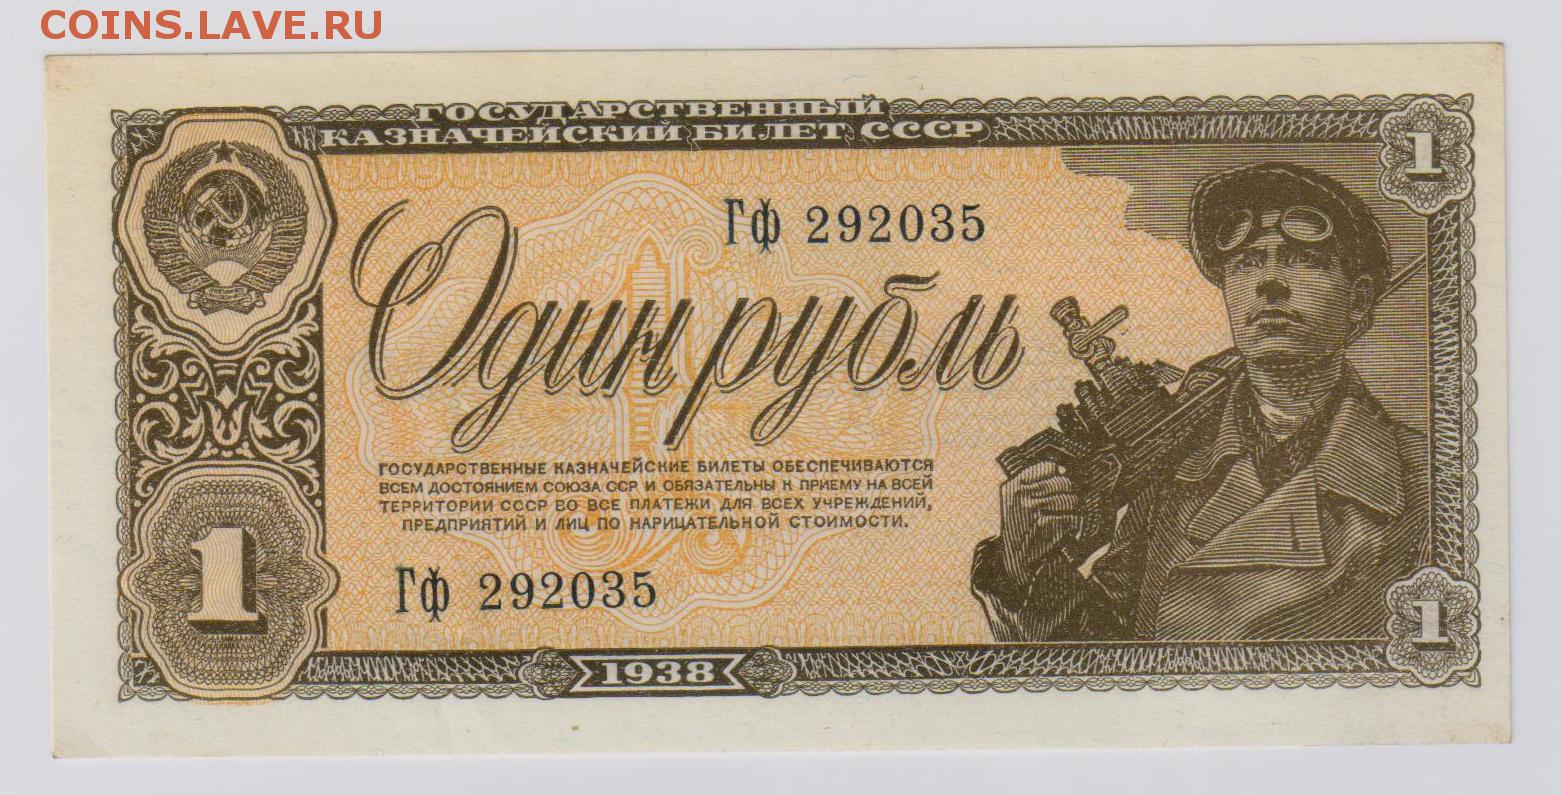 COINS.LAVE.RU
ГОСУДАРСТВЕННЫЙ
КАЗНАЧЕЙСКИЙ БИЛЕТ СССР
1
Гф 292035
Один рубль
ГОСУДАРСТВЕННЫЕ КАЗНАЧЕЙСКИЕ БИЛЕТЫ ОБЕСПЕЧИВАЮТСЯ
ВСЕМ ДОСТОЯНИЕМ СОЮЗА ССР И ОБЯЗАТЕЛЬНЫ К ПРИЕМУ НА ВСЕЙ
ТЕРРИТОРИИ СССР ВО ВСЕ ПЛАТЕЖИ ДЛЯ ВСЕХ УЧРЕЖДЕНИЙ,
ПРЕДПРИЯТИЙ И ЛИЦ ПО НАРИЦАТЕЛЬНОЙ СТОИМОСТИ.
1
Гф 292035
1
1938